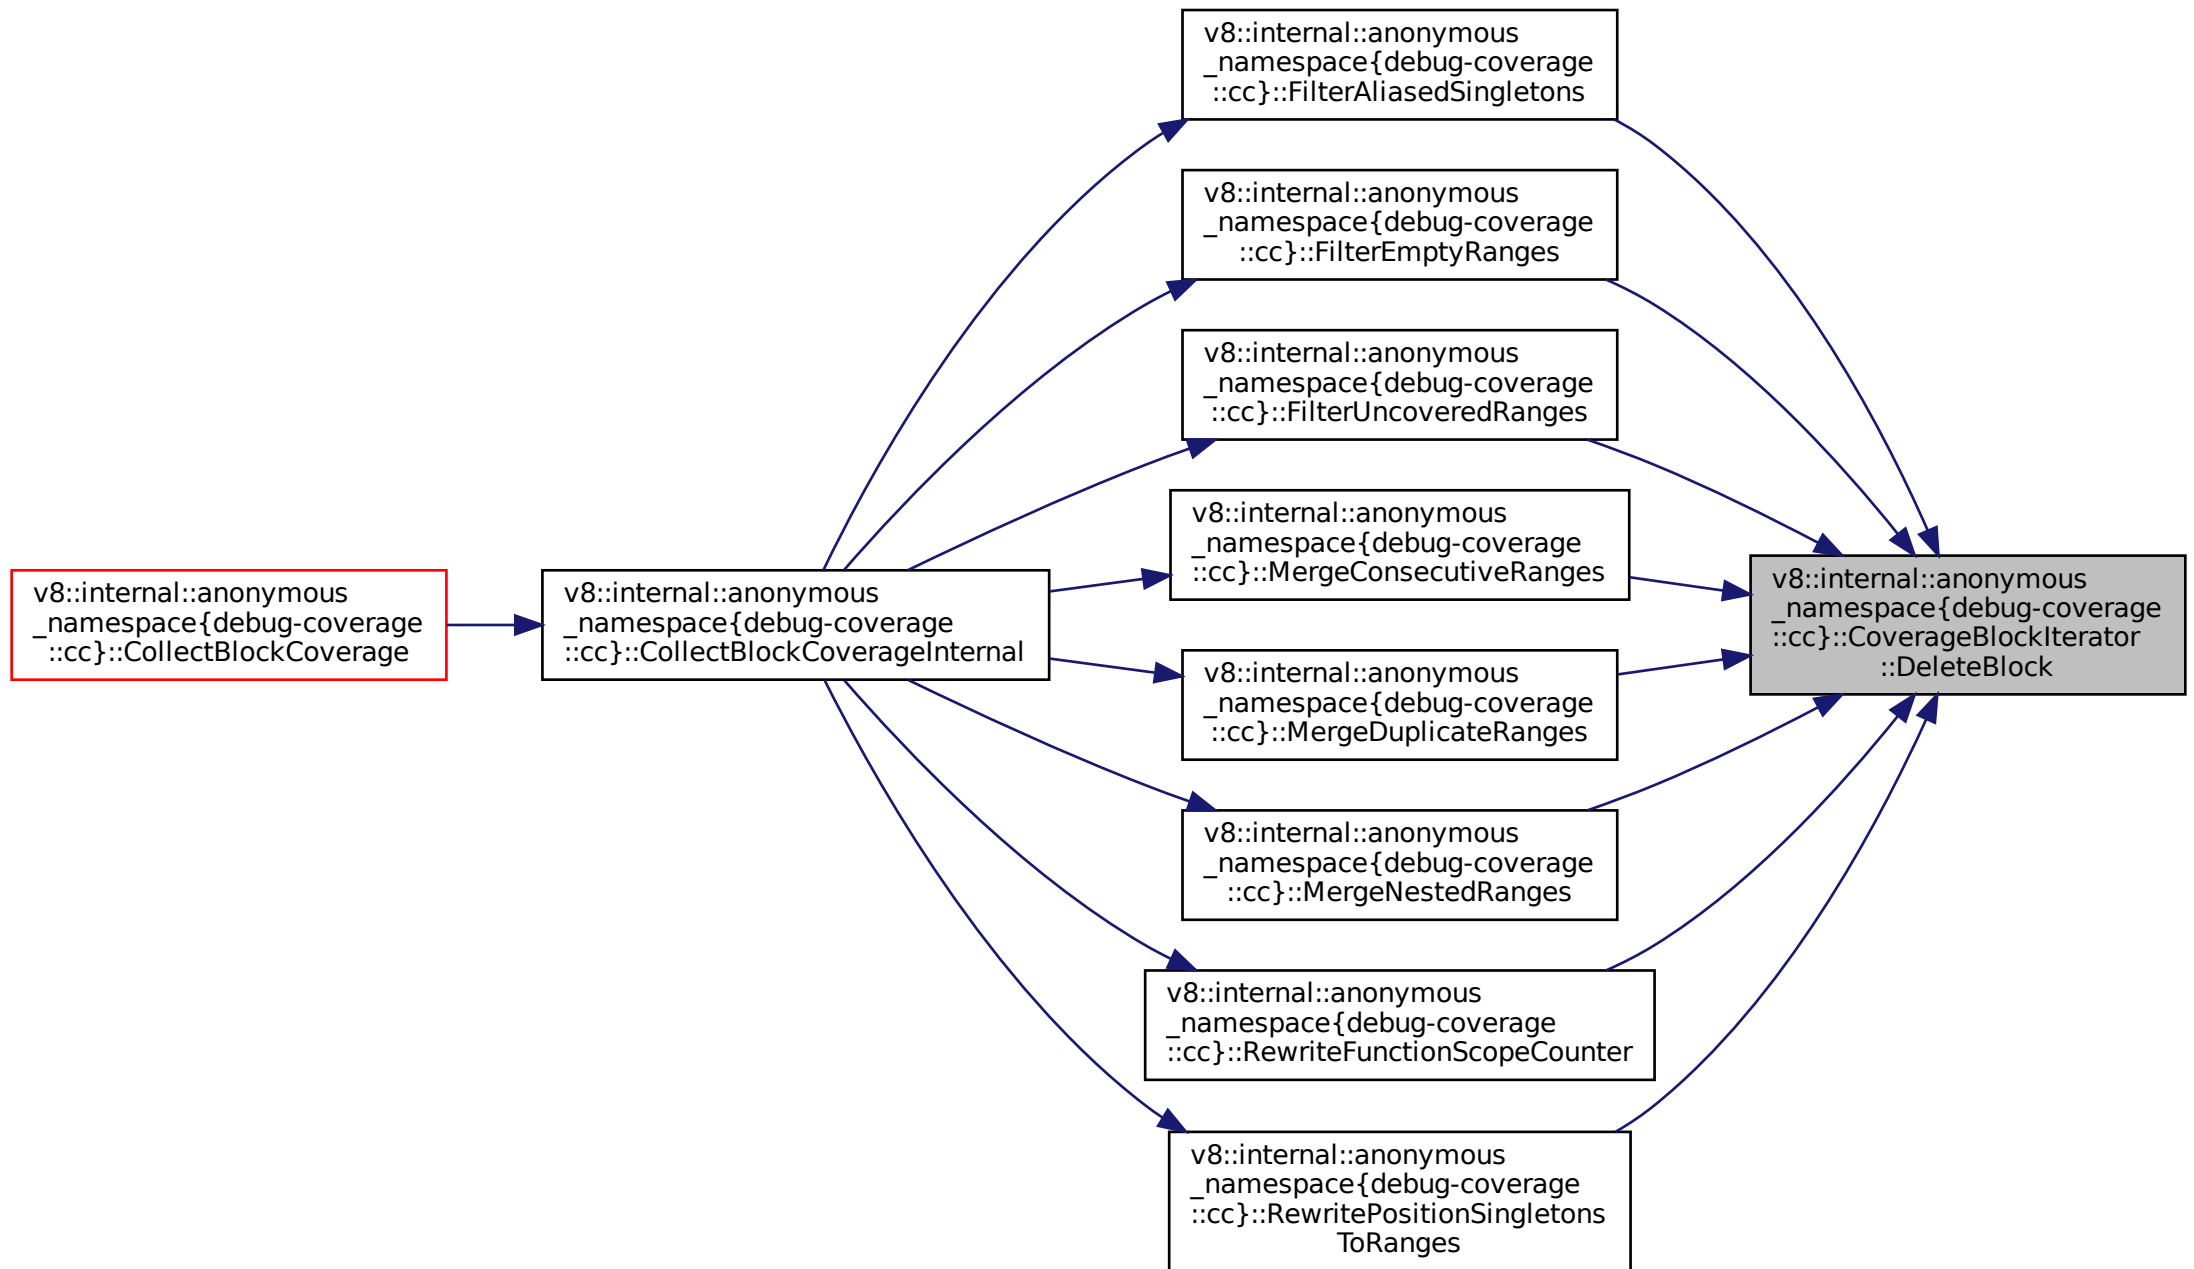 v8::internal::anonymous
_namespace{debug-coverage
::cc}::FilterAliasedSingletons
v8::internal::anonymous
_namespace{debug-coverage
::cc}::FilterEmptyRanges
v8::internal::anonymous
_namespace{debug-coverage
::cc}::FilterUncoveredRanges
v8::internal::anonymous
_namespace{debug-coverage
::cc}::MergeConsecutiveRanges
v8::internal::anonymous
_namespace{debug-coverage
::cc}::CollectBlockCoverage
v8::internal::anonymous
_namespace{debug-coverage
::cc}::CollectBlockCoverageInternal
v8::internal::anonymous
_namespace{debug-coverage
::cc}::CoverageBlockIterator
::DeleteBlock
v8::internal::anonymous
_namespace{debug-coverage
::cc}::MergeDuplicateRanges
v8::internal::anonymous
_namespace{debug-coverage
::cc}::MergeNestedRanges
v8::internal::anonymous
_namespace{debug-coverage
::cc}::RewriteFunctionScopeCounter
v8::internal::anonymous
_namespace{debug-coverage
::cc}::RewritePositionSingletons
ToRanges